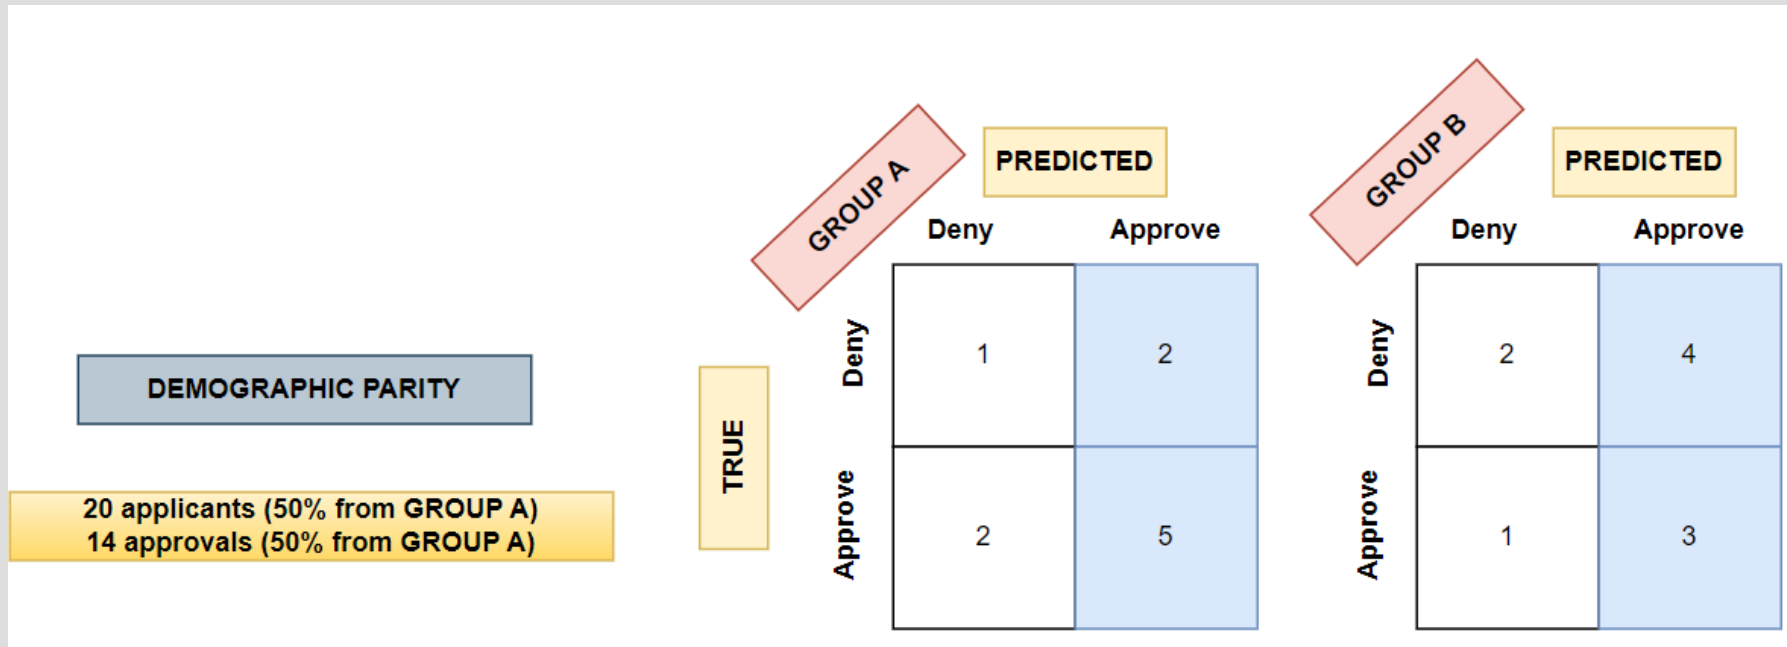 DEMOGRAPHIC PARITY
20 applicants (50% from GROUP A)
14 approvals (50% from GROUP A)
GROUP A
PREDICTED
Deny Approve
TRUE
Deny 1 2
Approve 2 5
GROUP B
PREDICTED
Deny Approve
Deny 2 4
Approve 1 3